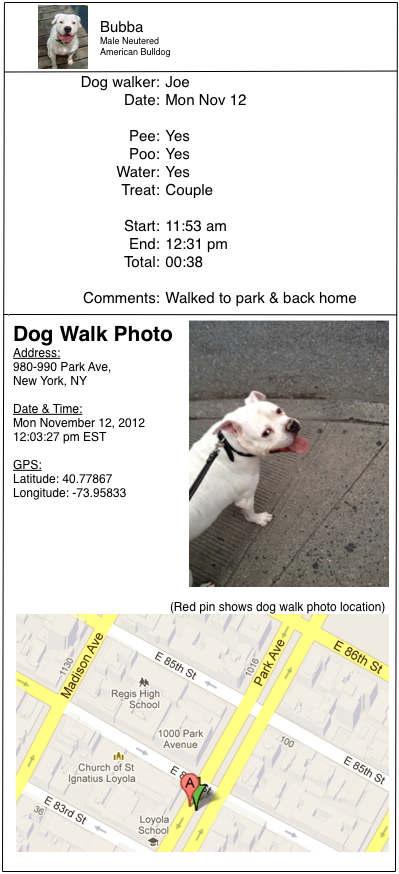 Bubba
Male Neutered
American Bulldog
Dog walker: Joe
Date: Mon Nov 12
Pee: Yes
Poo: Yes
Water: Yes
Treat: Couple
Start: 11:53 am
End: 12:31 pm
Total: 00:38
Comments: Walked to park & back home
Dog Walk Photo
Address:
980-990 Park Ave,
New York, NY
Date & Time:
Mon November 12, 2012
12:03:27 pm EST
GPS:
Latitude: 40.77867
Longitude: -73.95833
(Red pin shows dog walk photo location)
Madison Ave
1130
E 85th St
Regis High
School
1016
Park Ave
E 86th St
1000 Park
Avenue
100
E 85th St
Church of St
Ignatius Loyola
A
St
36
E 83rd St
Loyola
School